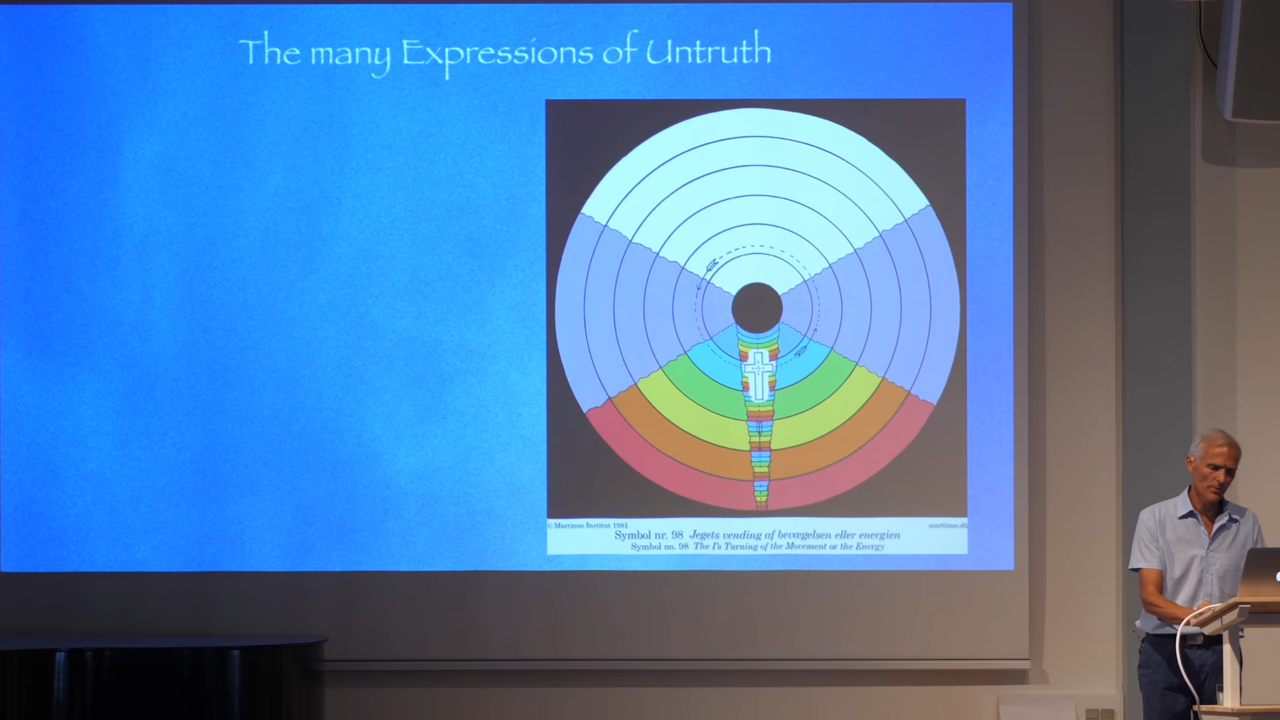 The many Expressions of Untruth
© Martinus Institut 1981
martinus.dk
Symbol nr. 98 Jegets vending af bevægelsen eller energien
Symbol no. 98 The I's Turning of the Movement or the Energy